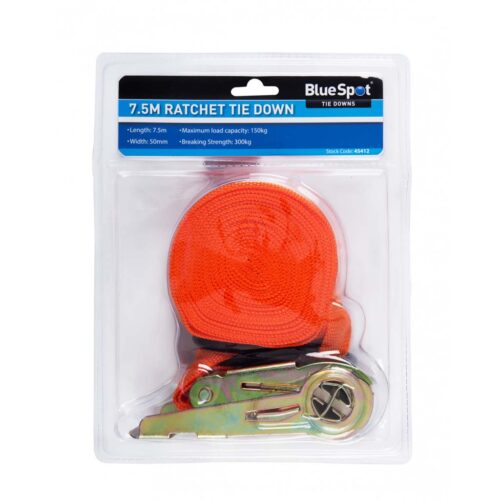 BlueSpot
TIE DOWNS
7.5M RATCHET TIE DOWN
•Length: 7.5m •Maximum load capacity: 150kg
•Width: 50mm •Breaking Strength: 300kg
Stock Code: 45412